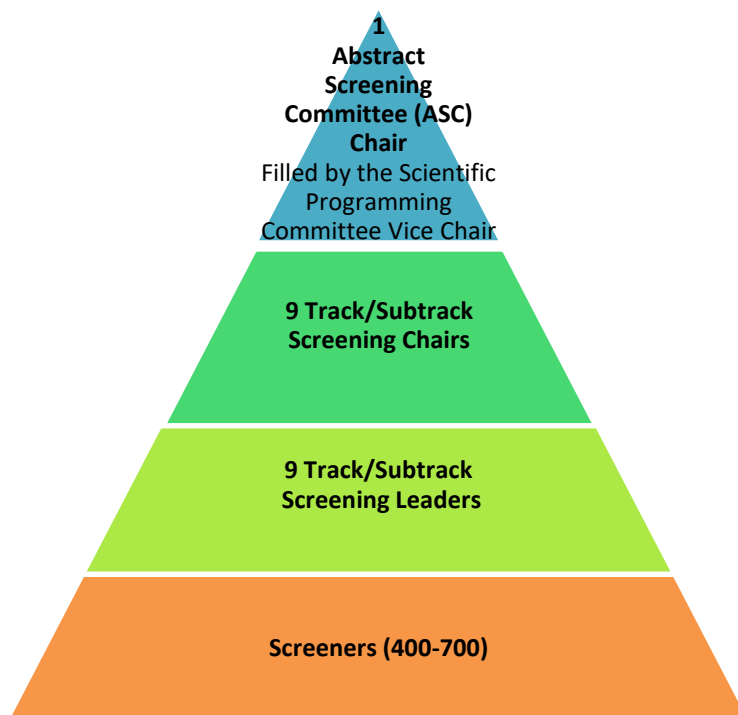 1
Abstract
Screening
Committee (ASC)
Chair
Filled by the Scientific
Programming
Committee Vice Chair
9 Track/Subtrack
Screening Chairs
9 Track/Subtrack
Screening Leaders
Screeners (400-700)